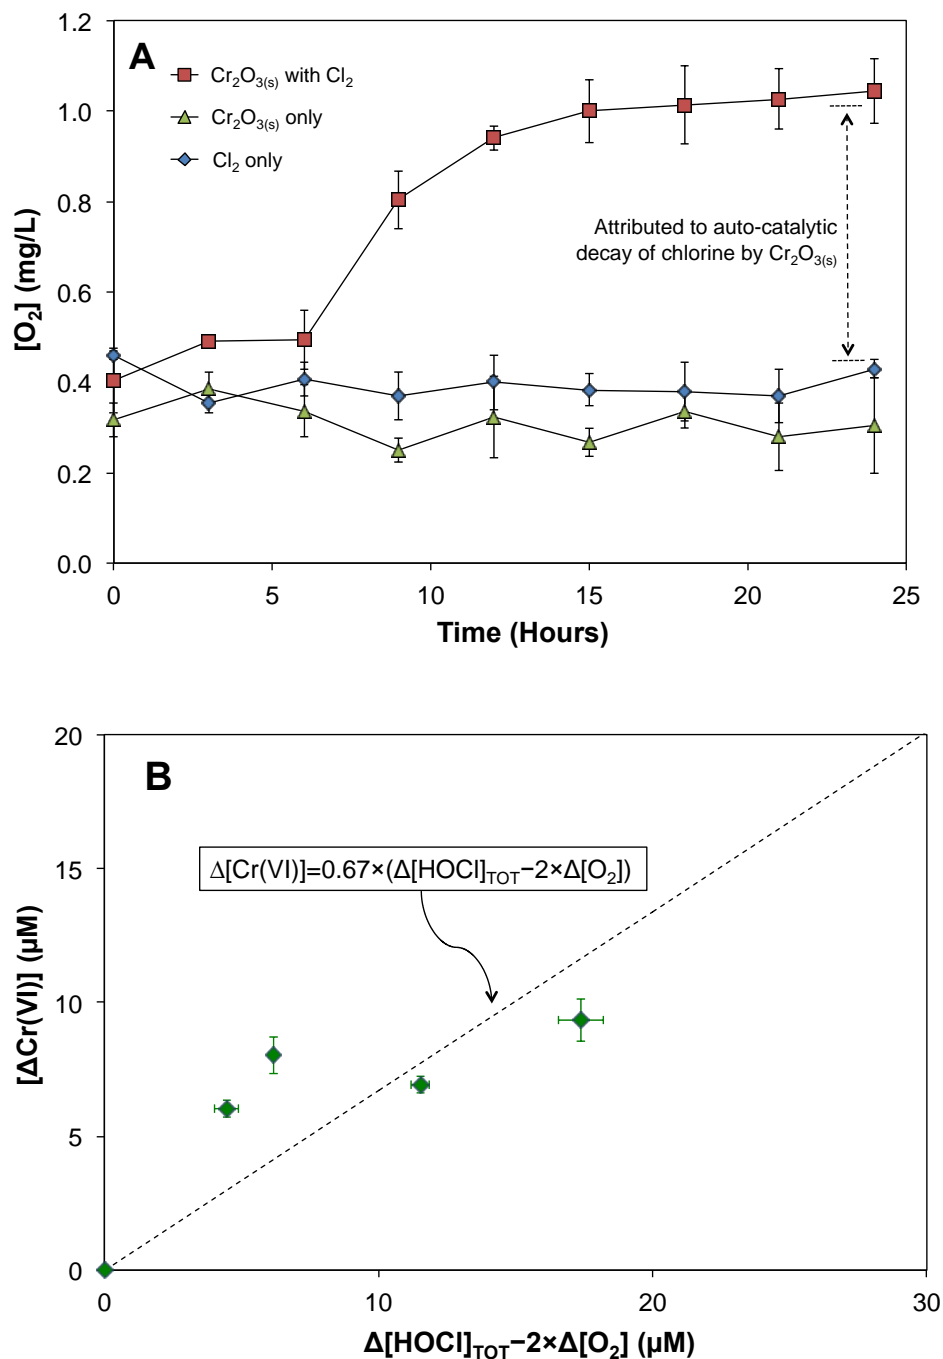 A
Cr₂O₃₍ₛ₎ with Cl₂
Cr₂O₃₍ₛ₎ only
Cl₂ only
Attributed to auto-catalytic
decay of chlorine by Cr₂O₃₍ₛ₎
[O₂] (mg/L)
1.2
1.0
0.8
0.6
0.4
0.2
0.0
0 5 10 15 20 25
Time (Hours)
B
Δ[Cr(VI)]=0.67×(Δ[HOCl]TOT−2×Δ[O₂])
[ΔCr(VI)] (µM)
20
15
10
5
0
0 10 20 30
Δ[HOCl]TOT−2×Δ[O₂] (µM)